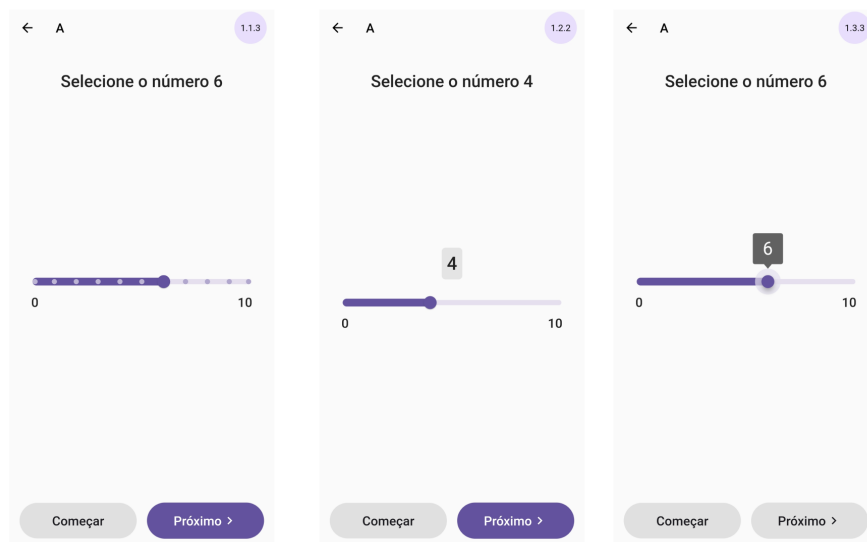 A 1.1.3
Selecione o número 6
0 10
Começar Próximo >
A 1.2.2
Selecione o número 4
4
0 10
Começar Próximo >
A 1.3.3
Selecione o número 6
6
0 10
Começar Próximo >